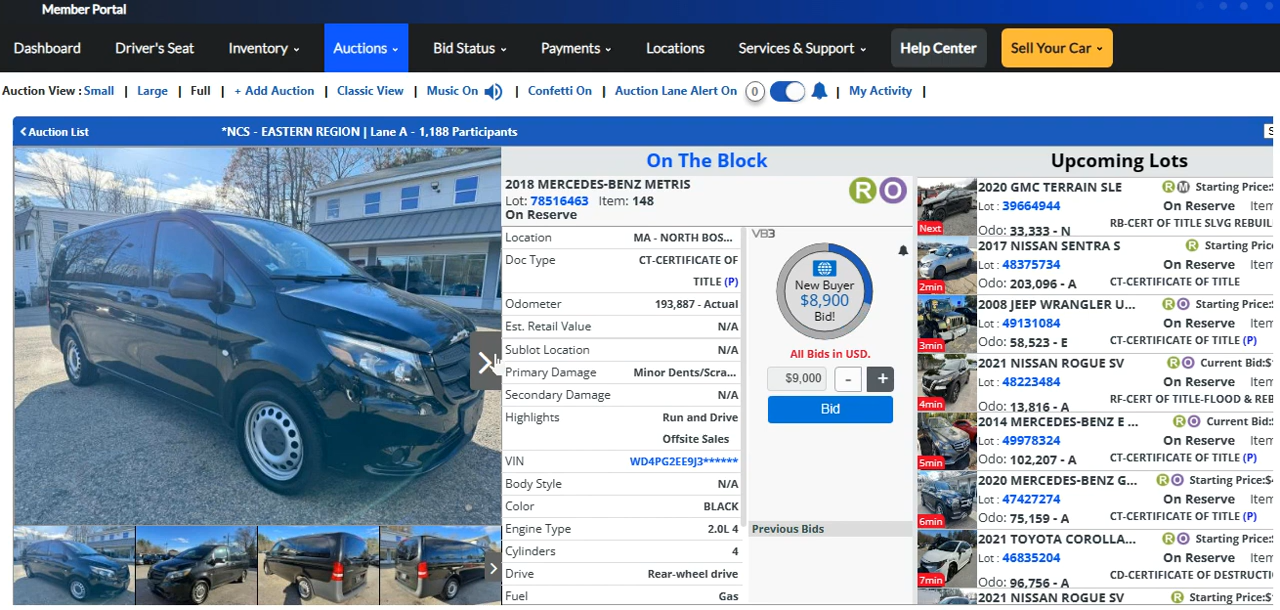 Member Portal
Dashboard Driver's Seat Inventory Auctions Bid Status Payments Locations Services & Support Help Center Sell Your Car
Auction View : Small | Large | Full | + Add Auction | Classic View | Music On | Confetti On | Auction Lane Alert On 0 | My Activity |
Auction List *NCS - EASTERN REGION | Lane A - 1,188 Participants S
On The Block
2018 MERCEDES-BENZ METRIS
Lot: 78516463 Item: 148
On Reserve
R O
Location MA - NORTH BOS...
Doc Type CT-CERTIFICATE OF
TITLE (P)
Odometer 193,887 - Actual
Est. Retail Value N/A
Sublot Location N/A
Primary Damage Minor Dents/Scra...
Secondary Damage N/A
Highlights Run and Drive
Offsite Sales
VIN WD4PG2EE9J3******
Body Style N/A
Color BLACK
Engine Type 2.0L 4
Cylinders 4
Drive Rear-wheel drive
Fuel Gas
VB3
New Buyer
$8,900
Bid!
All Bids in USD.
$9,000 - +
Bid
Previous Bids
Upcoming Lots
2020 GMC TERRAIN SLE R M Starting Price:$
Lot : 39664944 On Reserve Item
Odo: 33,333 - N RB-CERT OF TITLE SLVG REBUIL
Next
2017 NISSAN SENTRA S R Starting Price
Lot : 48375734 On Reserve Item
Odo: 203,096 - A CT-CERTIFICATE OF TITLE
2min
2008 JEEP WRANGLER U... R O Starting Price:$
Lot : 49131084 On Reserve Item
Odo: 58,523 - E CT-CERTIFICATE OF TITLE (P)
3min
2021 NISSAN ROGUE SV R O Current Bid:$
Lot : 48223484 On Reserve Item
Odo: 13,816 - A RF-CERT OF TITLE-FLOOD & REB
4min
2014 MERCEDES-BENZ E ... R O Current Bid:
Lot : 49978324 On Reserve Item
Odo: 102,207 - A CT-CERTIFICATE OF TITLE (P)
5min
2020 MERCEDES-BENZ G... R O Starting Price:$
Lot : 47427274 On Reserve Item
Odo: 75,159 - A CT-CERTIFICATE OF TITLE (P)
6min
2021 TOYOTA COROLLA... R O Starting Price:$
Lot : 46835204 On Reserve Item
Odo: 96,756 - A CD-CERTIFICATE OF DESTRUCTI
7min
2021 NISSAN ROGUE SV R Starting Price:$